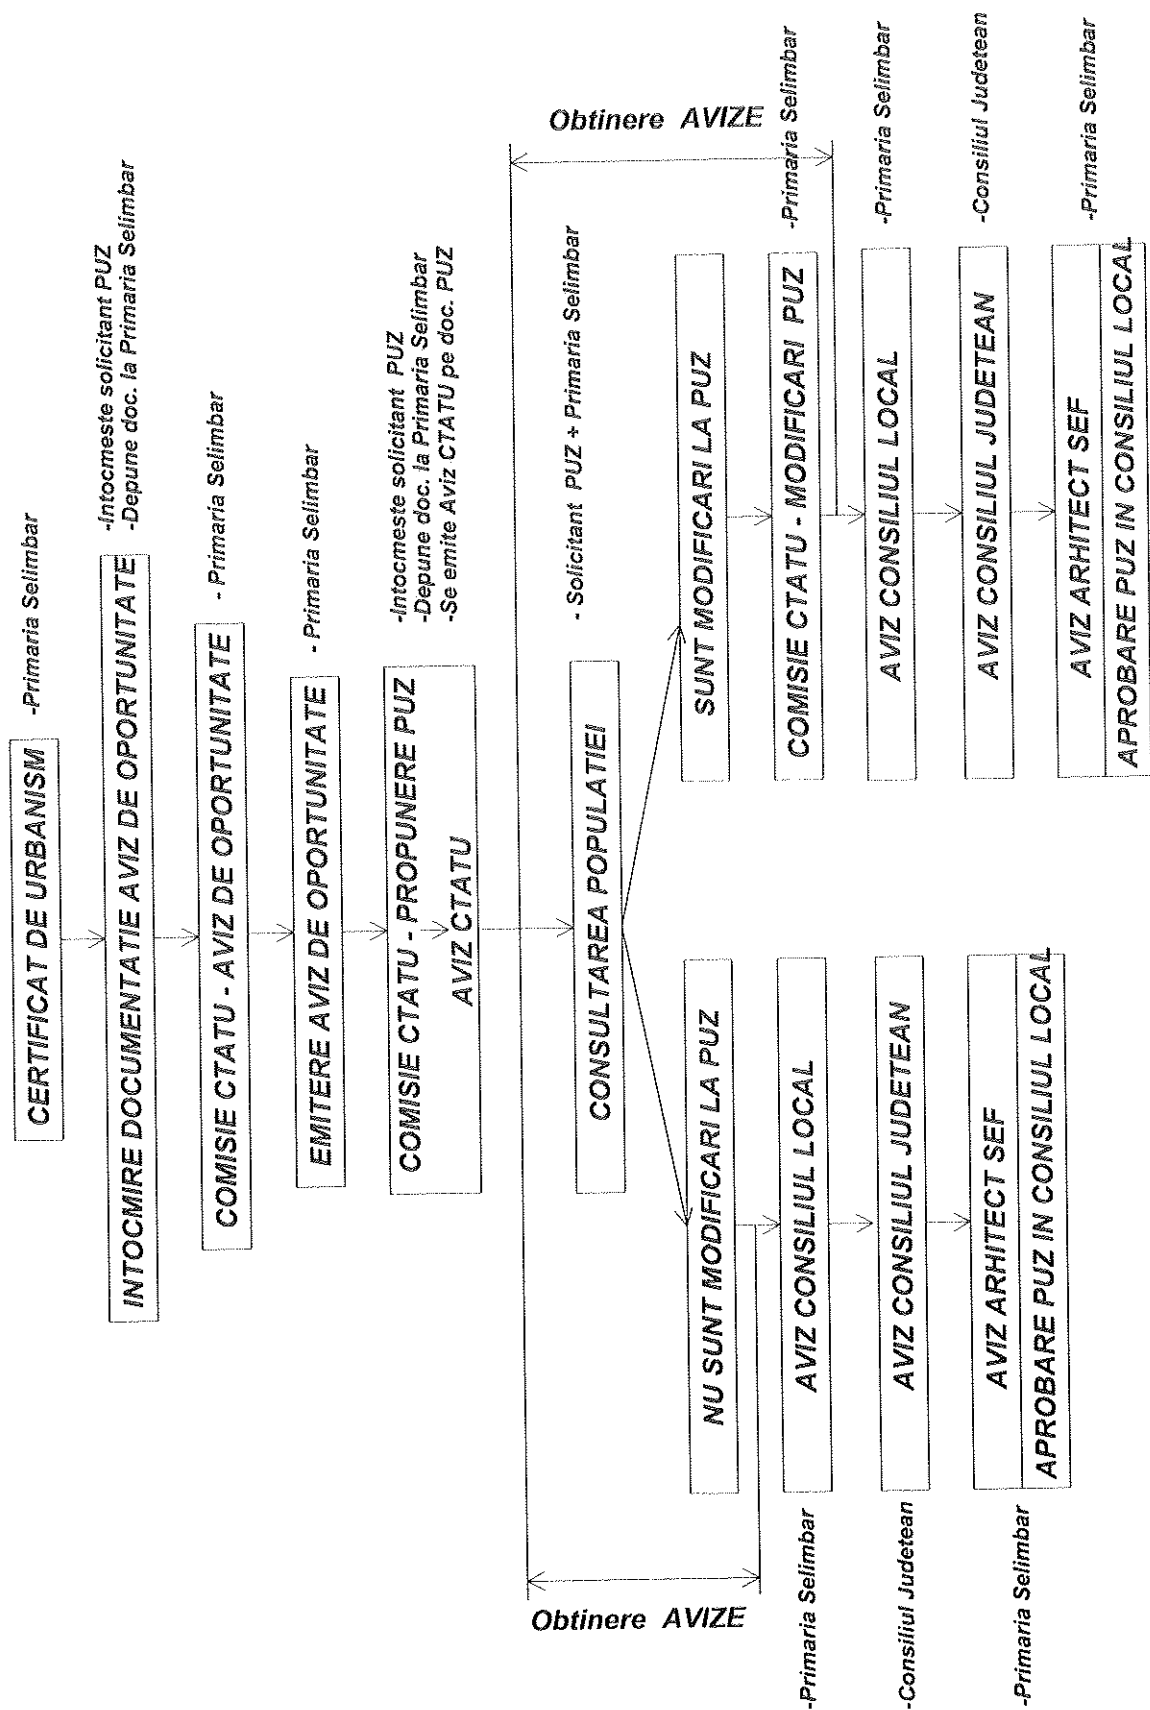 CERTIFICAT DE URBANISM
-Primaria Selimbar
INTOCMIRE DOCUMENTATIE AVIZ DE OPORTUNITATE
-Intocmeste solicitant PUZ
-Depune doc. la Primaria Selimbar
COMISIE CTATU - AVIZ DE OPORTUNITATE
- Primaria Selimbar
EMITERE AVIZ DE OPORTUNITATE
- Primaria Selimbar
COMISIE CTATU - PROPUNERE PUZ
AVIZ CTATU
-Intocmeste solicitant PUZ
-Depune doc. la Primaria Selimbar
-Se emite Aviz CTATU pe doc. PUZ
CONSULTAREA POPULATIEI
- Solicitant PUZ + Primaria Selimbar
Obtinere AVIZE
NU SUNT MODIFICARI LA PUZ
AVIZ CONSILIUL LOCAL
-Primaria Selimbar
AVIZ CONSILIUL JUDETEAN
-Consiliul Judetean
AVIZ ARHITECT SEF
APROBARE PUZ IN CONSILIUL LOCAL
-Primaria Selimbar
Obtinere AVIZE
SUNT MODIFICARI LA PUZ
COMISIE CTATU - MODIFICARI PUZ
-Primaria Selimbar
AVIZ CONSILIUL LOCAL
-Primaria Selimbar
AVIZ CONSILIUL JUDETEAN
-Consiliul Judetean
AVIZ ARHITECT SEF
APROBARE PUZ IN CONSILIUL LOCAL
-Primaria Selimbar